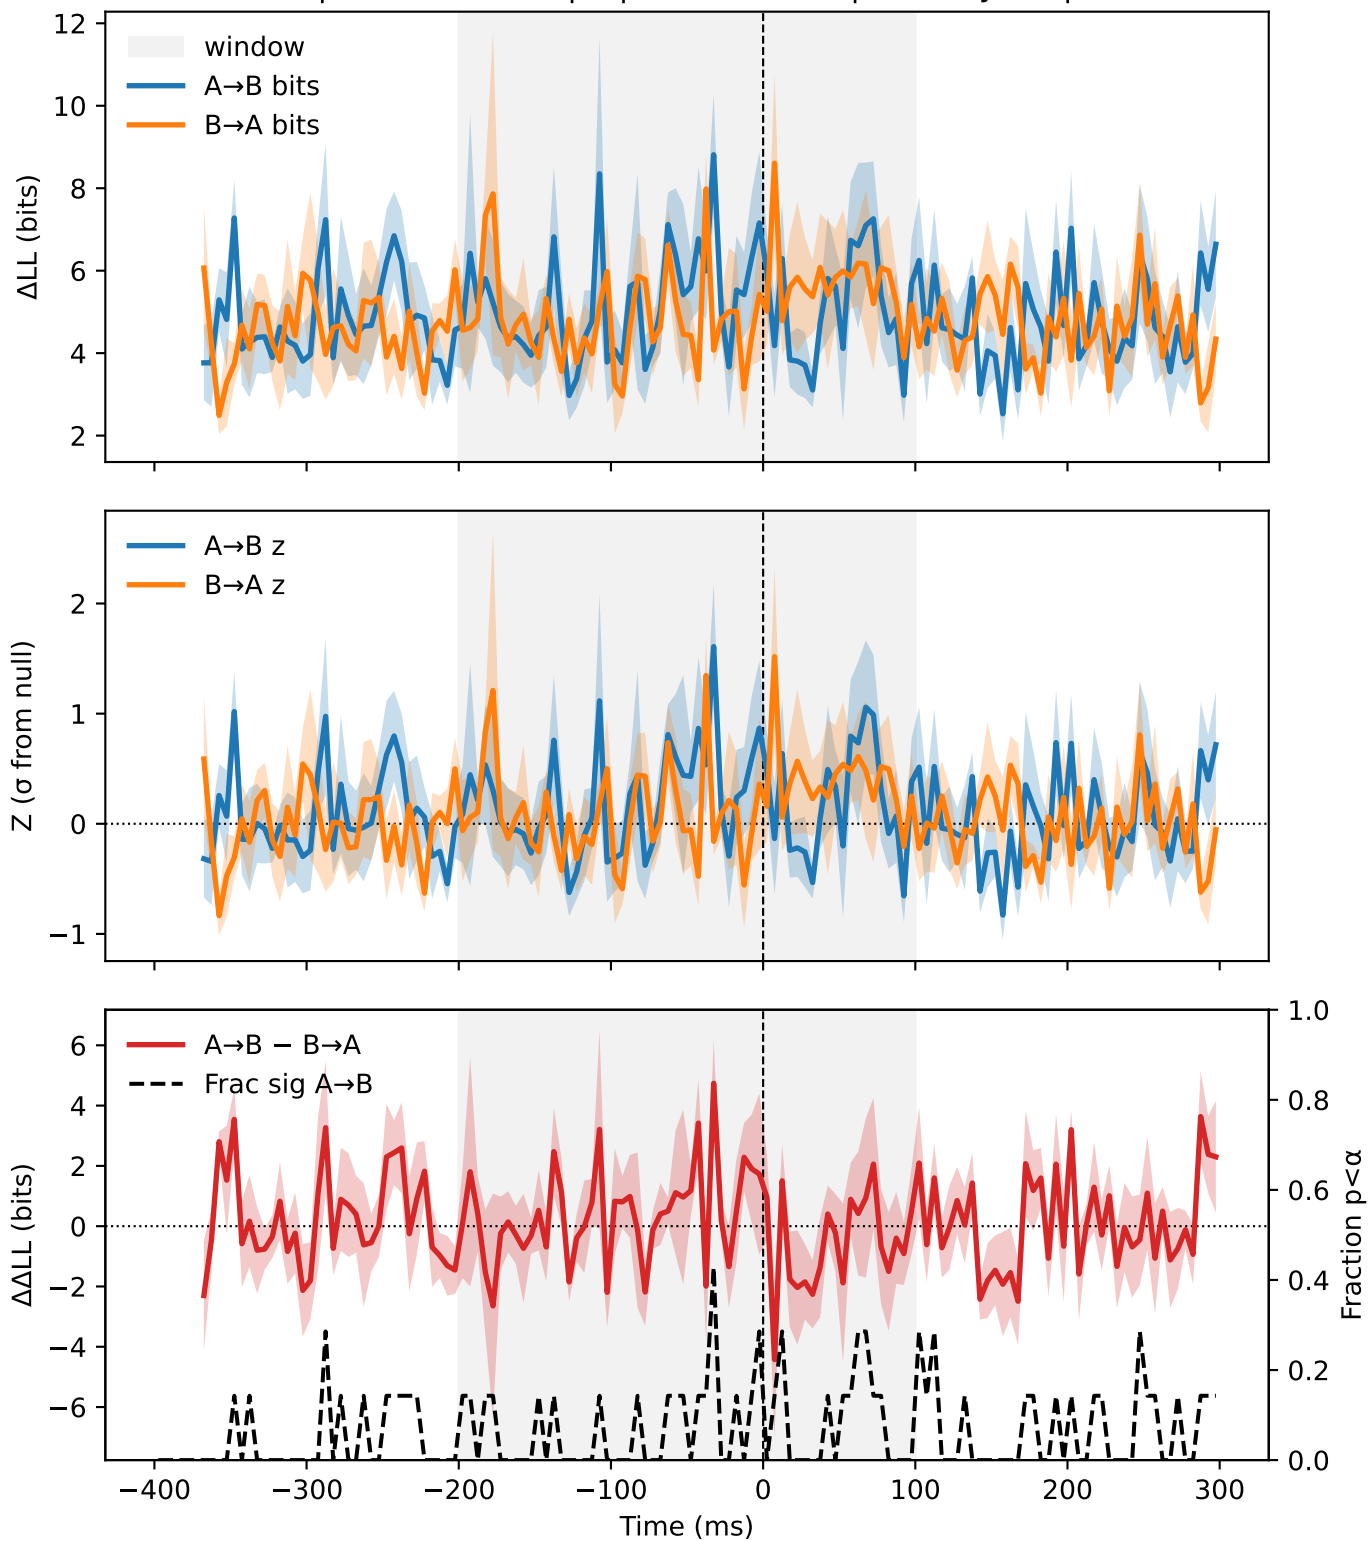 12
10
8
6
4
2
ΔLL (bits)
window
A→B bits
B→A bits
2
1
0
−1
Z (σ from null)
A→B z
B→A z
6
4
2
0
−2
−4
−6
ΔΔLL (bits)
A→B − B→A
Frac sig A→B
1.0
0.8
0.6
0.4
0.2
0.0
Fraction p<α
−400 −300 −200 −100 0 100 200 300
Time (ms)